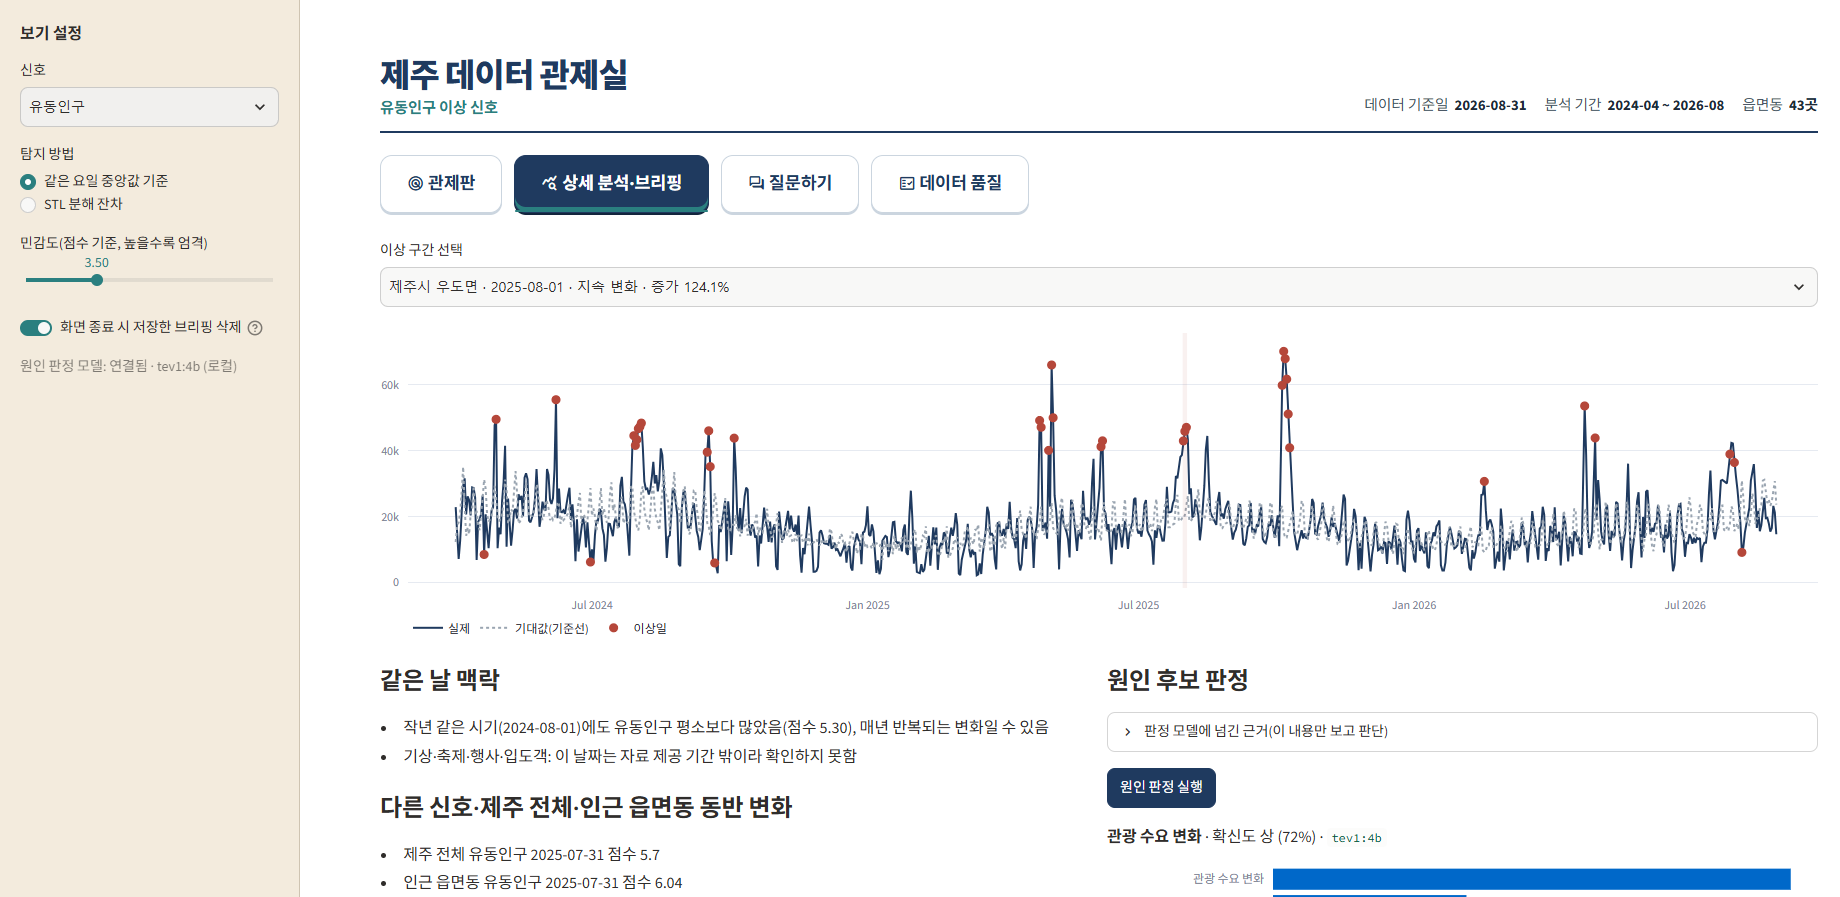 보기 설정
신호
유동인구
탐지 방법
같은 요일 중앙값 기준
STL 분해 잔차
민감도(점수 기준, 높을수록 엄격)
3.50
화면 종료 시 저장한 브리핑 삭제
원인 판정 모델: 연결됨 · tev1:4b (로컬)
제주 데이터 관제실
유동인구 이상 신호
데이터 기준일 2026-08-31 분석 기간 2024-04 ~ 2026-08 읍면동 43곳
관제판 상세 분석·브리핑 질문하기 데이터 품질
이상 구간 선택
제주시 우도면 · 2025-08-01 · 지속 변화 · 증가 124.1%
60k
40k
20k
0
Jul 2024 Jan 2025 Jul 2025 Jan 2026 Jul 2026
실제 기대값(기준선) 이상일
같은 날 맥락
작년 같은 시기(2024-08-01)에도 유동인구 평소보다 많았음(점수 5.30), 매년 반복되는 변화일 수 있음
기상·축제·행사·입도객: 이 날짜는 자료 제공 기간 밖이라 확인하지 못함
다른 신호·제주 전체·인근 읍면동 동반 변화
제주 전체 유동인구 2025-07-31 점수 5.7
인근 읍면동 유동인구 2025-07-31 점수 6.04
원인 후보 판정
판정 모델에 넘긴 근거(이 내용만 보고 판단)
원인 판정 실행
관광 수요 변화 · 확신도 상 (72%) · tev1:4b
관광 수요 변화